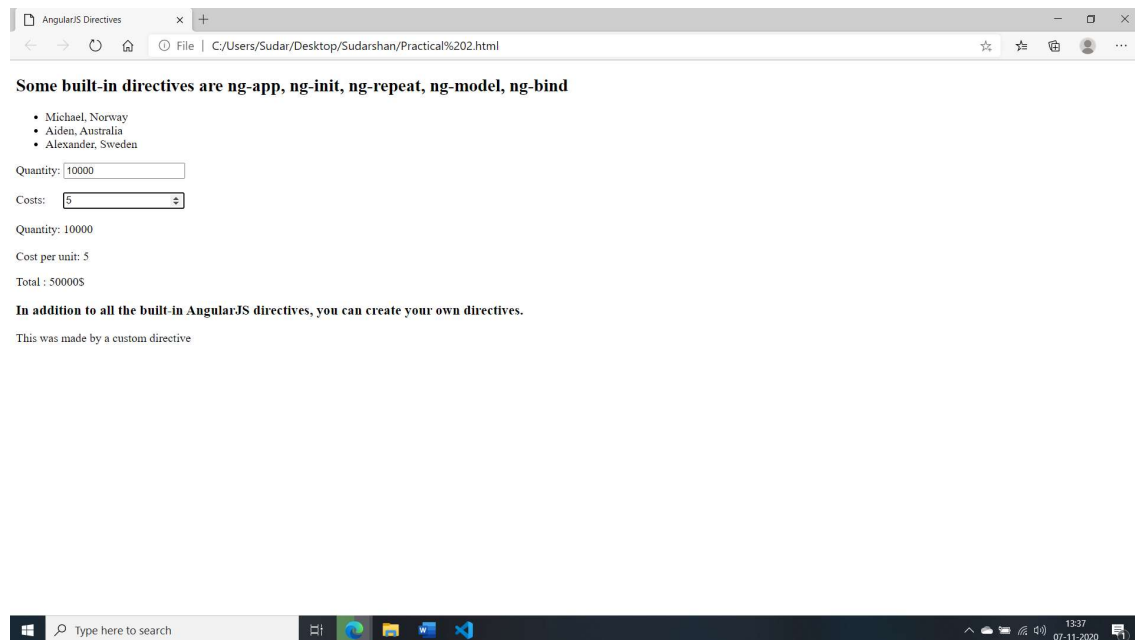 AngularJS Directives
File | C:/Users/Sudar/Desktop/Sudarshan/Practical%202.html
Some built-in directives are ng-app, ng-init, ng-repeat, ng-model, ng-bind
• Michael, Norway
• Aiden, Australia
• Alexander, Sweden
Quantity: 10000
Costs: 5
Quantity: 10000
Cost per unit: 5
Total : 50000$
In addition to all the built-in AngularJS directives, you can create your own directives.
This was made by a custom directive
Type here to search
13:37
07-11-2020